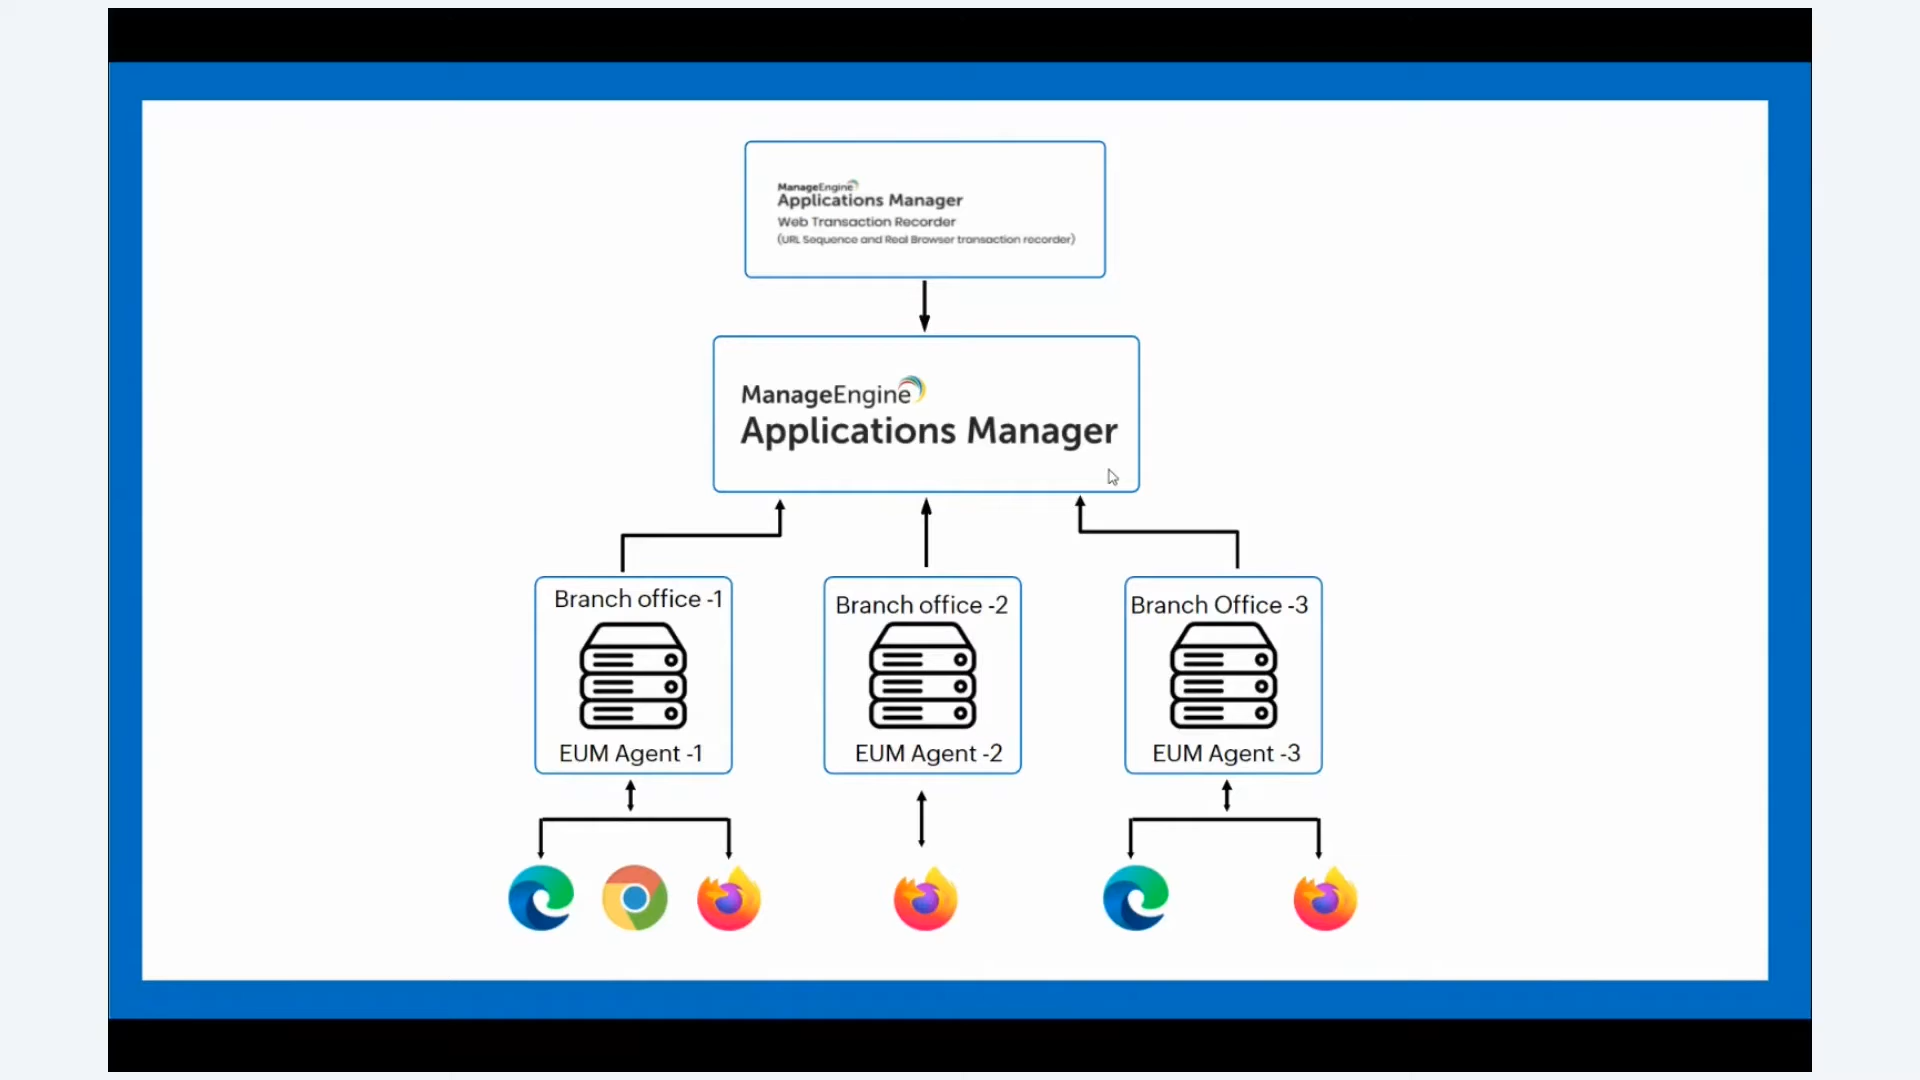 ManageEngine
Applications Manager
Web Transaction Recorder
(URL Sequence and Real Browser transaction recorder)
ManageEngine
Applications Manager
Branch office -1
EUM Agent -1
Branch office -2
EUM Agent -2
Branch Office -3
EUM Agent -3